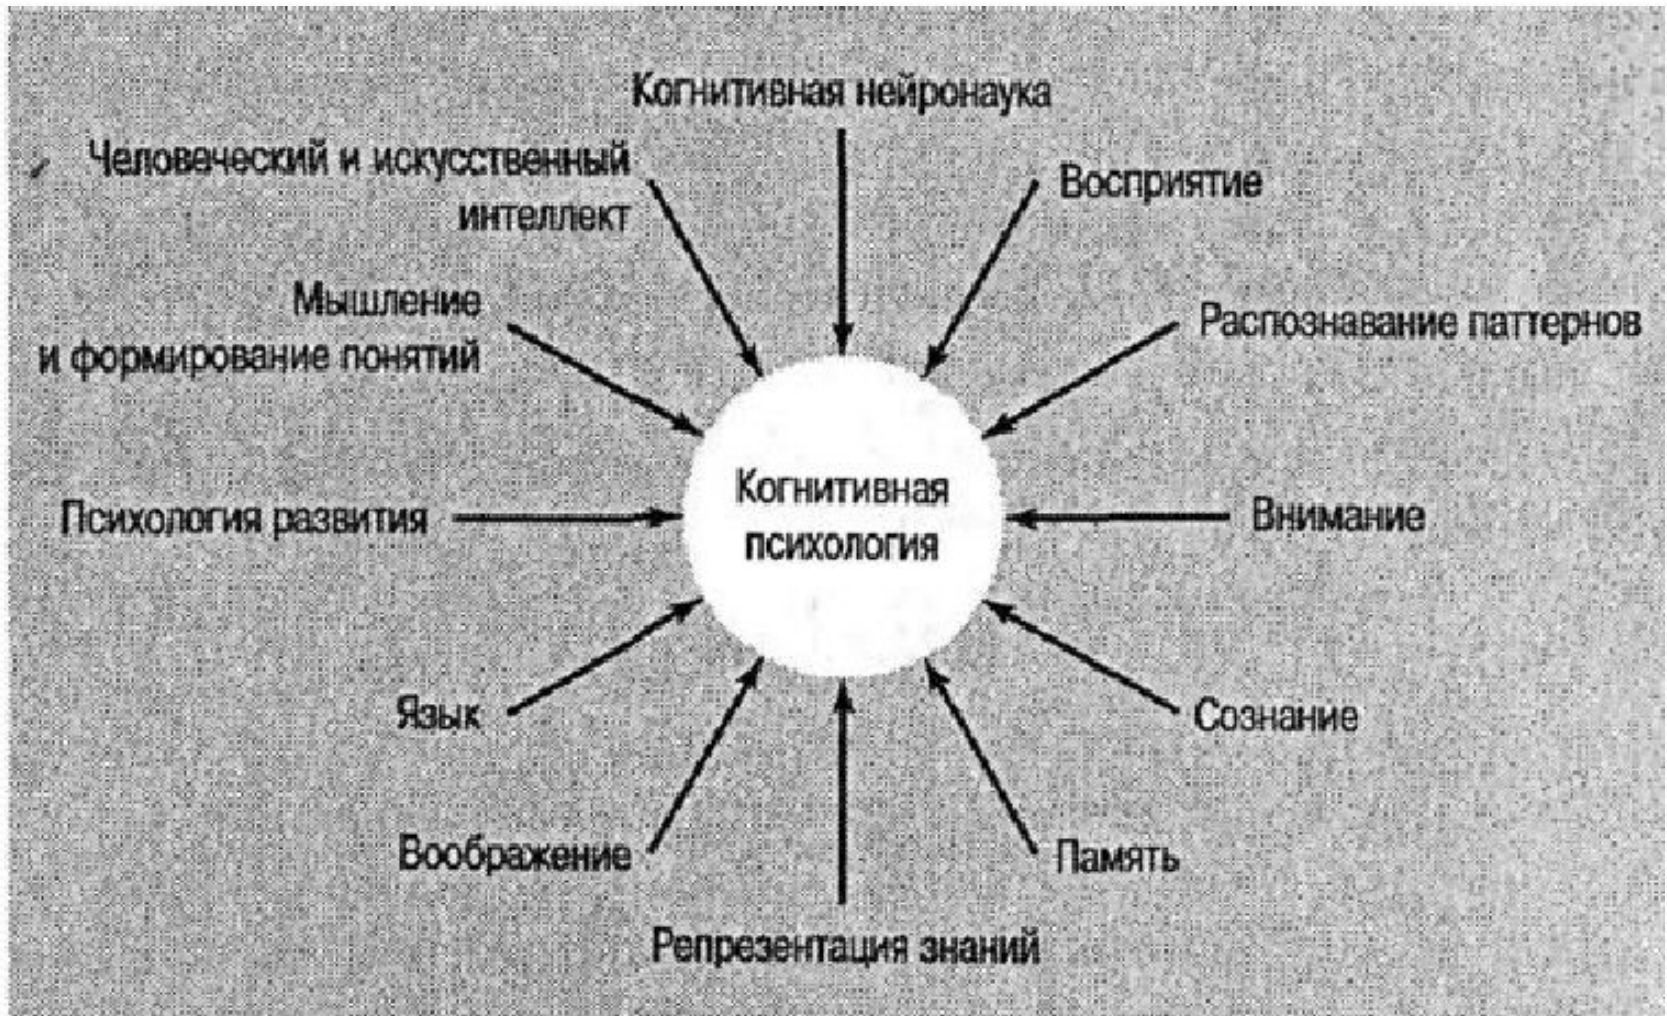 Когнитивная нейронаука
Человеческий и искусственный
интеллект
Восприятие
Мышление
и формирование понятий
Распознавание паттернов
Психология развития
Когнитивная
психология
Внимание
Язык
Сознание
Воображение
Память
Репрезентация знаний